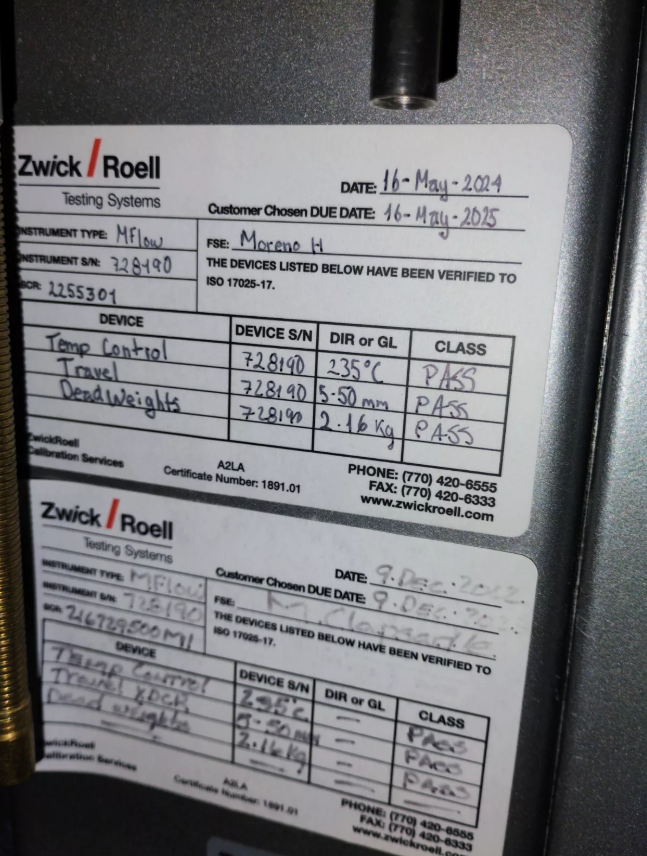 Zwick / Roell
Testing Systems
DATE: 16-May-2024
Customer Chosen DUE DATE: 16-May-2025
INSTRUMENT TYPE: MFlow
FSE: Moreno H
INSTRUMENT S/N: 728190
THE DEVICES LISTED BELOW HAVE BEEN VERIFIED TO
ISO 17025-17.
SCR: 2255301
DEVICE DEVICE S/N DIR or GL CLASS
Temp Control 728190 235°C PASS
Travel 728190 5-50 mm PASS
DeadWeights 728190 2.16 Kg PASS
ZwickRoell
Calibration Services
A2LA
Certificate Number: 1891.01
PHONE: (770) 420-6555
FAX: (770) 420-6333
www.zwickroell.com
Zwick / Roell
Testing Systems
DATE: 9.Dec.
Customer Chosen DUE DATE: 9.Dec.
INSTRUMENT TYPE: MFlow
FSE: M.
INSTRUMENT S/N: 728190
THE DEVICES LISTED BELOW HAVE BEEN VERIFIED TO
ISO 17025-17.
SCR:
DEVICE DEVICE S/N DIR or GL CLASS
Temp Control — PASS
Travel 5-50 mm — PASS
Dead weights 2.16 Kg — PASS
ZwickRoell
Calibration Services
A2LA
Certificate Number: 1891.01
PHONE: (770) 420-6555
FAX: (770) 420-6333
www.zwickroell.com